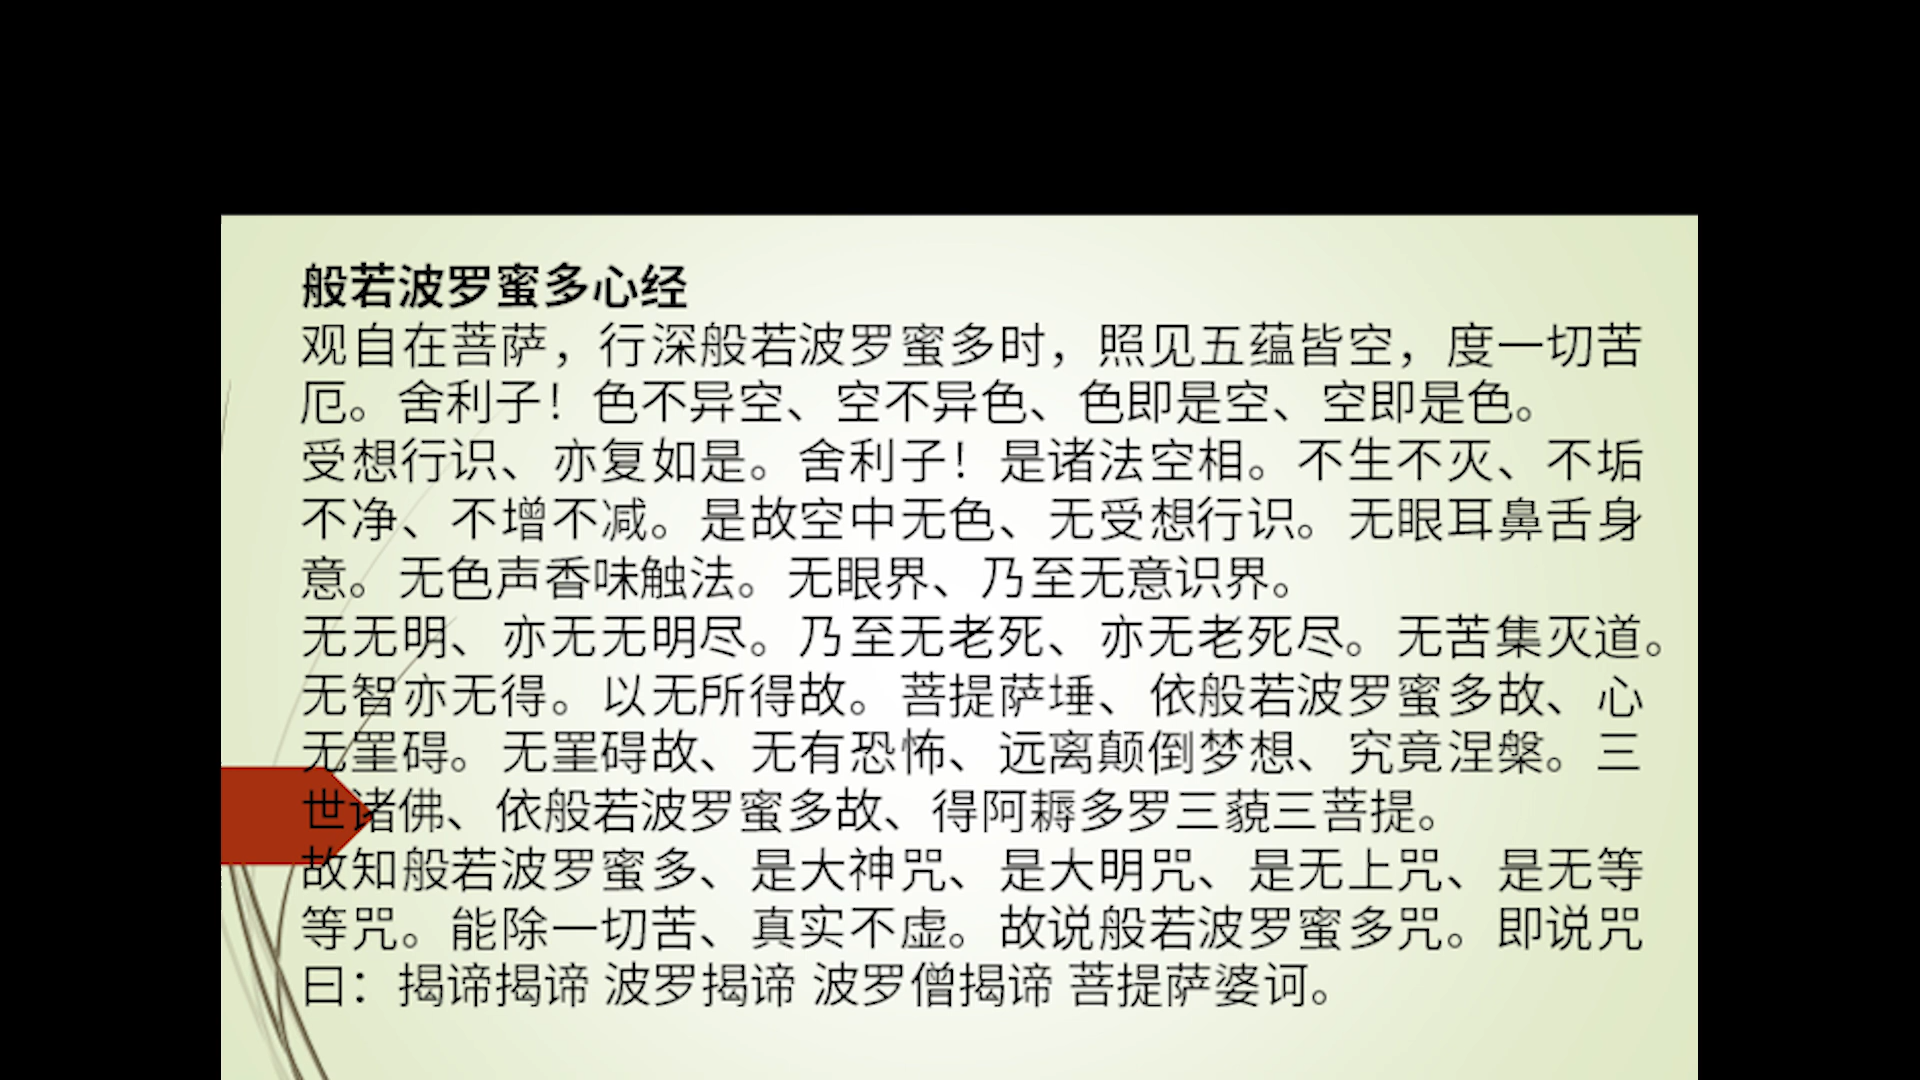 般若波罗蜜多心经
观自在菩萨，行深般若波罗蜜多时，照见五蕴皆空，度一切苦
厄。舍利子！色不异空、空不异色、色即是空、空即是色。
受想行识、亦复如是。舍利子！是诸法空相。不生不灭、不垢
不净、不增不减。是故空中无色、无受想行识。无眼耳鼻舌身
意。无色声香味触法。无眼界、乃至无意识界。
无无明、亦无无明尽。乃至无老死、亦无老死尽。无苦集灭道。
无智亦无得。以无所得故。菩提萨埵、依般若波罗蜜多故、心
无罣碍。无罣碍故、无有恐怖、远离颠倒梦想、究竟涅槃。三
世诸佛、依般若波罗蜜多故、得阿耨多罗三藐三菩提。
故知般若波罗蜜多、是大神咒、是大明咒、是无上咒、是无等
等咒。能除一切苦、真实不虚。故说般若波罗蜜多咒。即说咒
曰：揭谛揭谛 波罗揭谛 波罗僧揭谛 菩提萨婆诃。